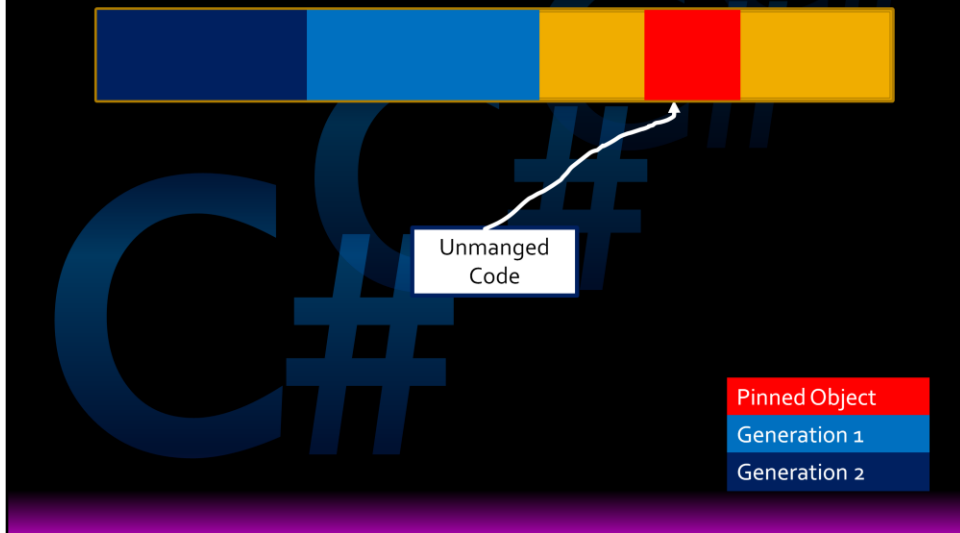 C#
C#
C#
Unmanged
Code
Pinned Object
Generation 1
Generation 2